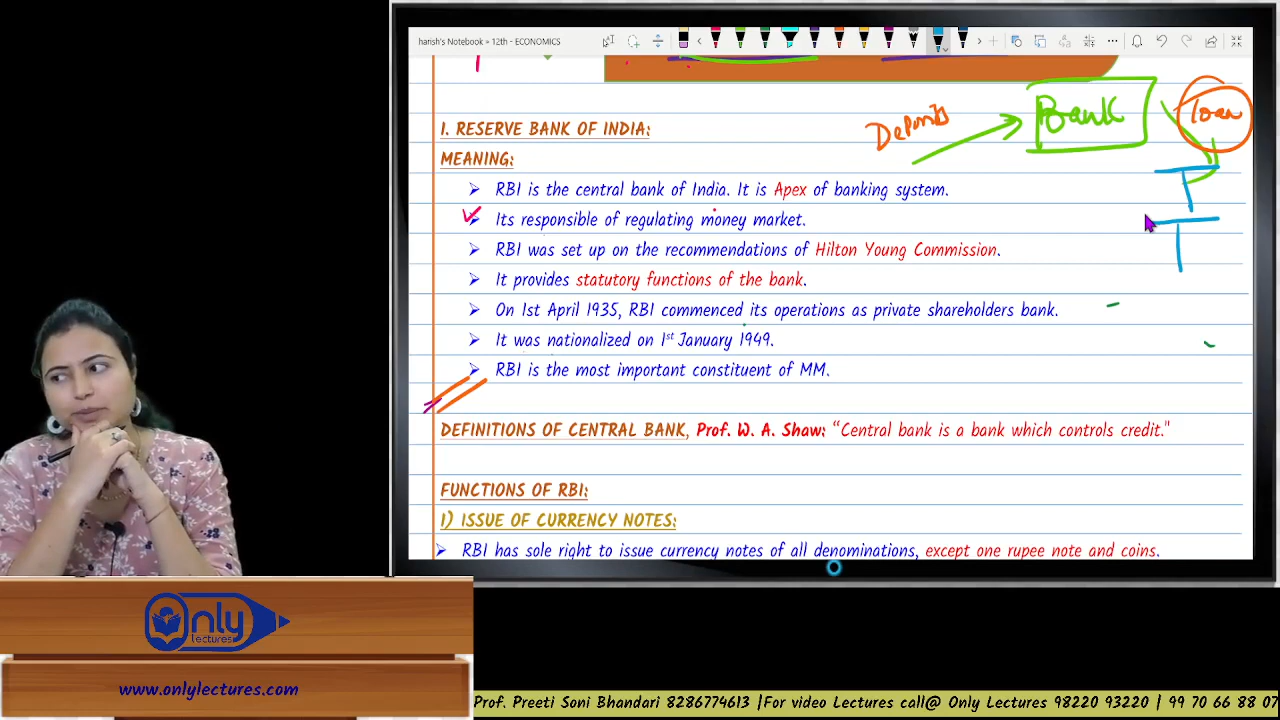 harish's Notebook » 12th - ECONOMICS
Deposits
Bank
Loan
1. RESERVE BANK OF INDIA:
MEANING:
➢ RBI is the central bank of India. It is Apex of banking system.
➢ Its responsible of regulating money market.
➢ RBI was set up on the recommendations of Hilton Young Commission.
➢ It provides statutory functions of the bank.
➢ On 1st April 1935, RBI commenced its operations as private shareholders bank.
➢ It was nationalized on 1st January 1949.
➢ RBI is the most important constituent of MM.
DEFINITIONS OF CENTRAL BANK, Prof. W. A. Shaw: “Central bank is a bank which controls credit."
FUNCTIONS OF RBI:
1) ISSUE OF CURRENCY NOTES:
➢ RBI has sole right to issue currency notes of all denominations, except one rupee note and coins.
Only
lectures
www.onlylectures.com
Prof. Preeti Soni Bhandari 8286774613 |For video Lectures call@ Only Lectures 98220 93220 | 99 70 66 88 07